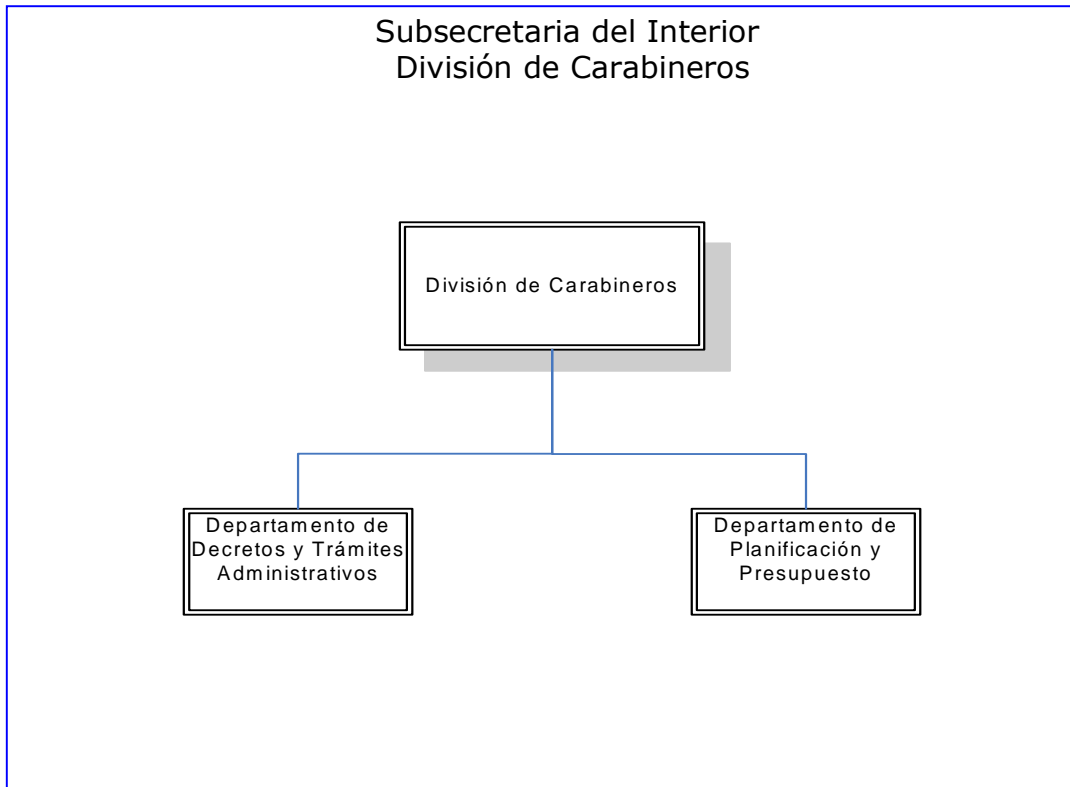 Subsecretaria del Interior
División de Carabineros
División de Carabineros
Departamento de
Decretos y Trámites
Administrativos
Departamento de
Planificación y
Presupuesto